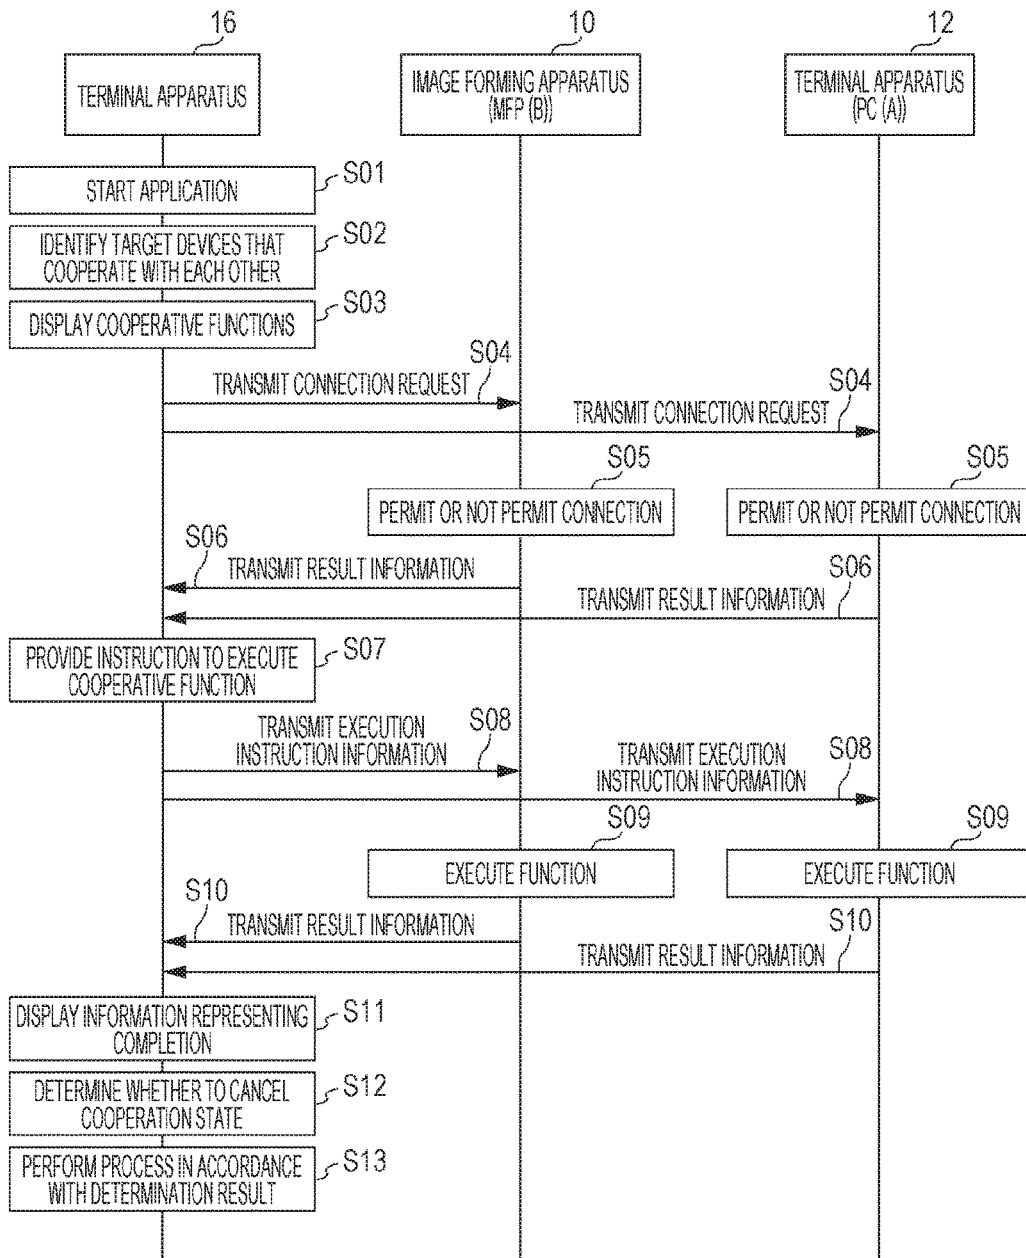 16
10
12
TERMINAL APPARATUS
IMAGE FORMING APPARATUS
(MFP (B))
TERMINAL APPARATUS
(PC (A))
START APPLICATION
S01
IDENTIFY TARGET DEVICES THAT
COOPERATE WITH EACH OTHER
S02
DISPLAY COOPERATIVE FUNCTIONS
S03
TRANSMIT CONNECTION REQUEST
S04
TRANSMIT CONNECTION REQUEST
S04
PERMIT OR NOT PERMIT CONNECTION
S05
PERMIT OR NOT PERMIT CONNECTION
S05
S06
TRANSMIT RESULT INFORMATION
TRANSMIT RESULT INFORMATION
S06
PROVIDE INSTRUCTION TO EXECUTE
COOPERATIVE FUNCTION
S07
TRANSMIT EXECUTION
INSTRUCTION INFORMATION
S08
TRANSMIT EXECUTION
INSTRUCTION INFORMATION
S08
EXECUTE FUNCTION
S09
EXECUTE FUNCTION
S09
S10
TRANSMIT RESULT INFORMATION
TRANSMIT RESULT INFORMATION
S10
DISPLAY INFORMATION REPRESENTING
COMPLETION
S11
DETERMINE WHETHER TO CANCEL
COOPERATION STATE
S12
PERFORM PROCESS IN ACCORDANCE
WITH DETERMINATION RESULT
S13